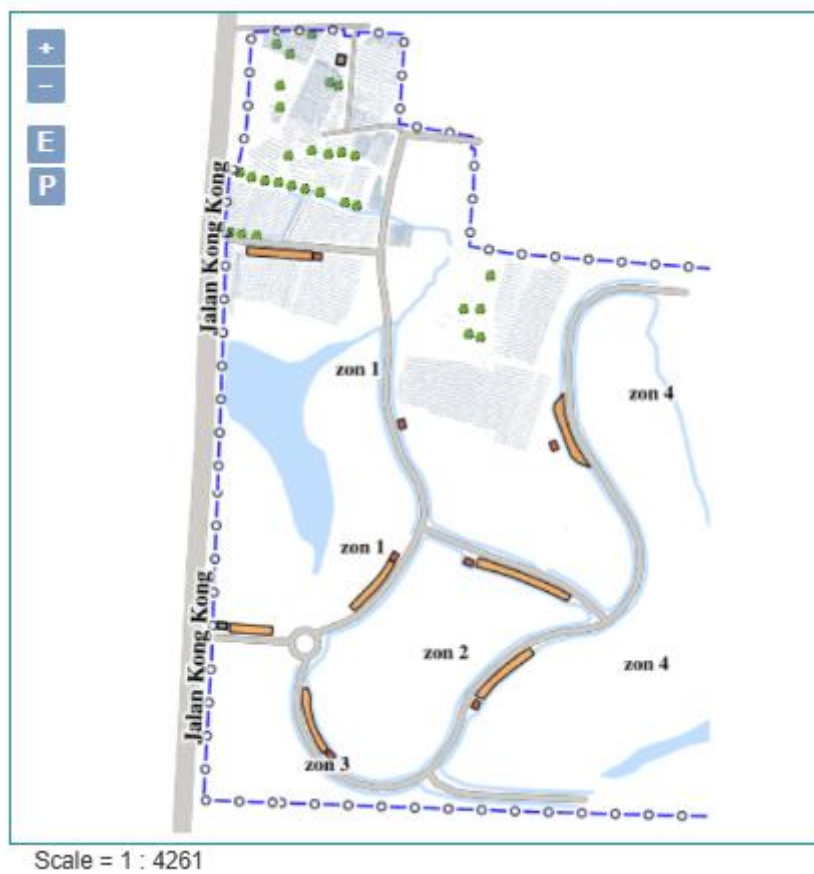 +
−
E
P
Jalan Kong Kong
zon 1
zon 4
zon 1
Jalan Kong Kong
zon 2
zon 4
zon 3
Scale = 1 : 4261